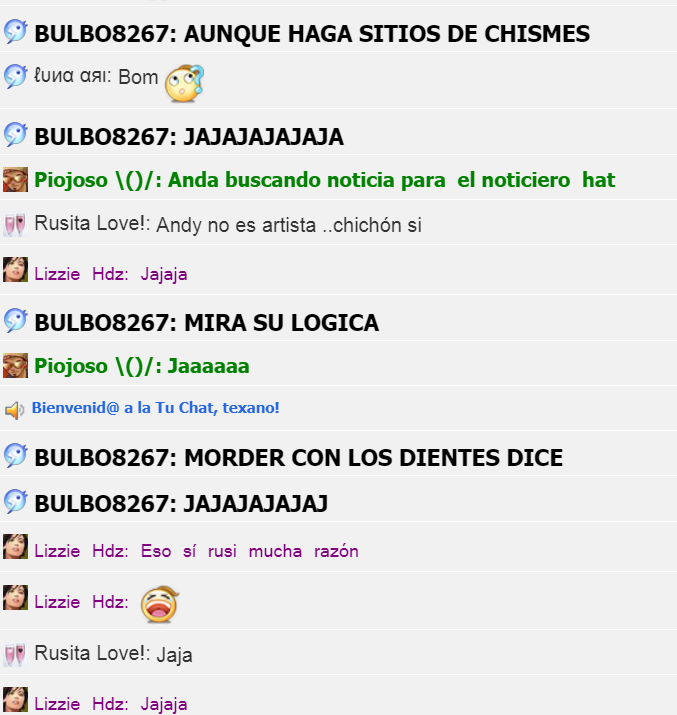 BULBO8267: AUNQUE HAGA SITIOS DE CHISMES
ℓυиα αяι: Bom
BULBO8267: JAJAJAJAJAJA
Piojoso \()/: Anda buscando noticia para el noticiero hat
Rusita Love!: Andy no es artista ..chichón si
Lizzie Hdz: Jajaja
BULBO8267: MIRA SU LOGICA
Piojoso \()/: Jaaaaaa
Bienvenid@ a la Tu Chat, texano!
BULBO8267: MORDER CON LOS DIENTES DICE
BULBO8267: JAJAJAJAJAJ
Lizzie Hdz: Eso sí rusi mucha razón
Lizzie Hdz:
Rusita Love!: Jaja
Lizzie Hdz: Jajaja